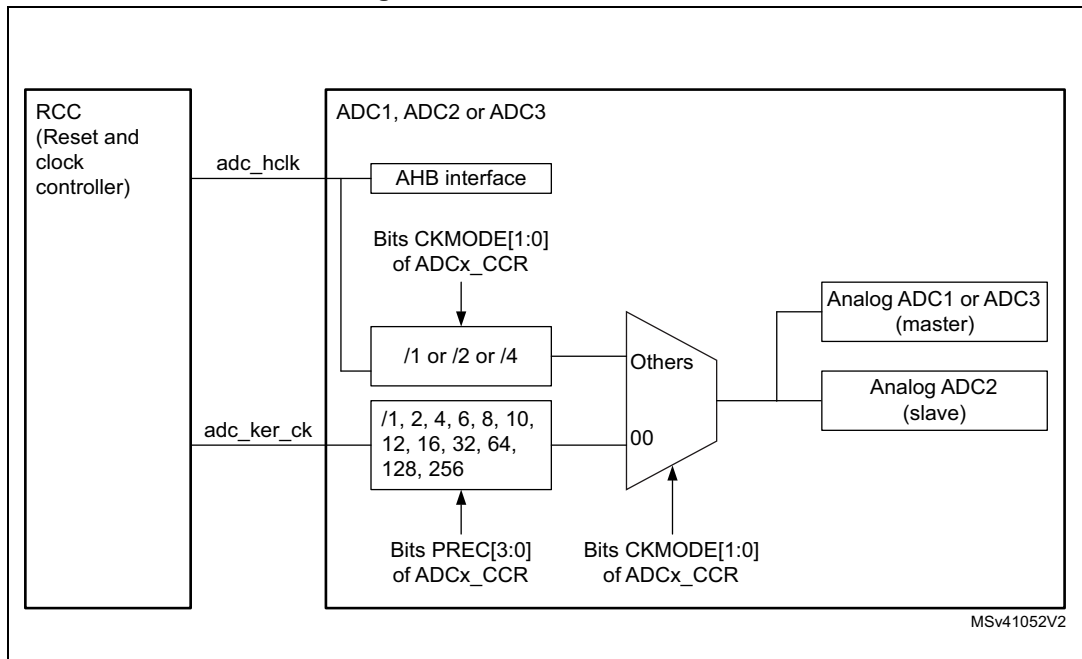 RCC
(Reset and
clock
controller)
adc_hclk
adc_ker_ck
ADC1, ADC2 or ADC3
AHB interface
Bits CKMODE[1:0]
of ADCx_CCR
/1 or /2 or /4
/1, 2, 4, 6, 8, 10,
12, 16, 32, 64,
128, 256
Bits PREC[3:0]
of ADCx_CCR
Others
00
Bits CKMODE[1:0]
of ADCx_CCR
Analog ADC1 or ADC3
(master)
Analog ADC2
(slave)
MSv41052V2